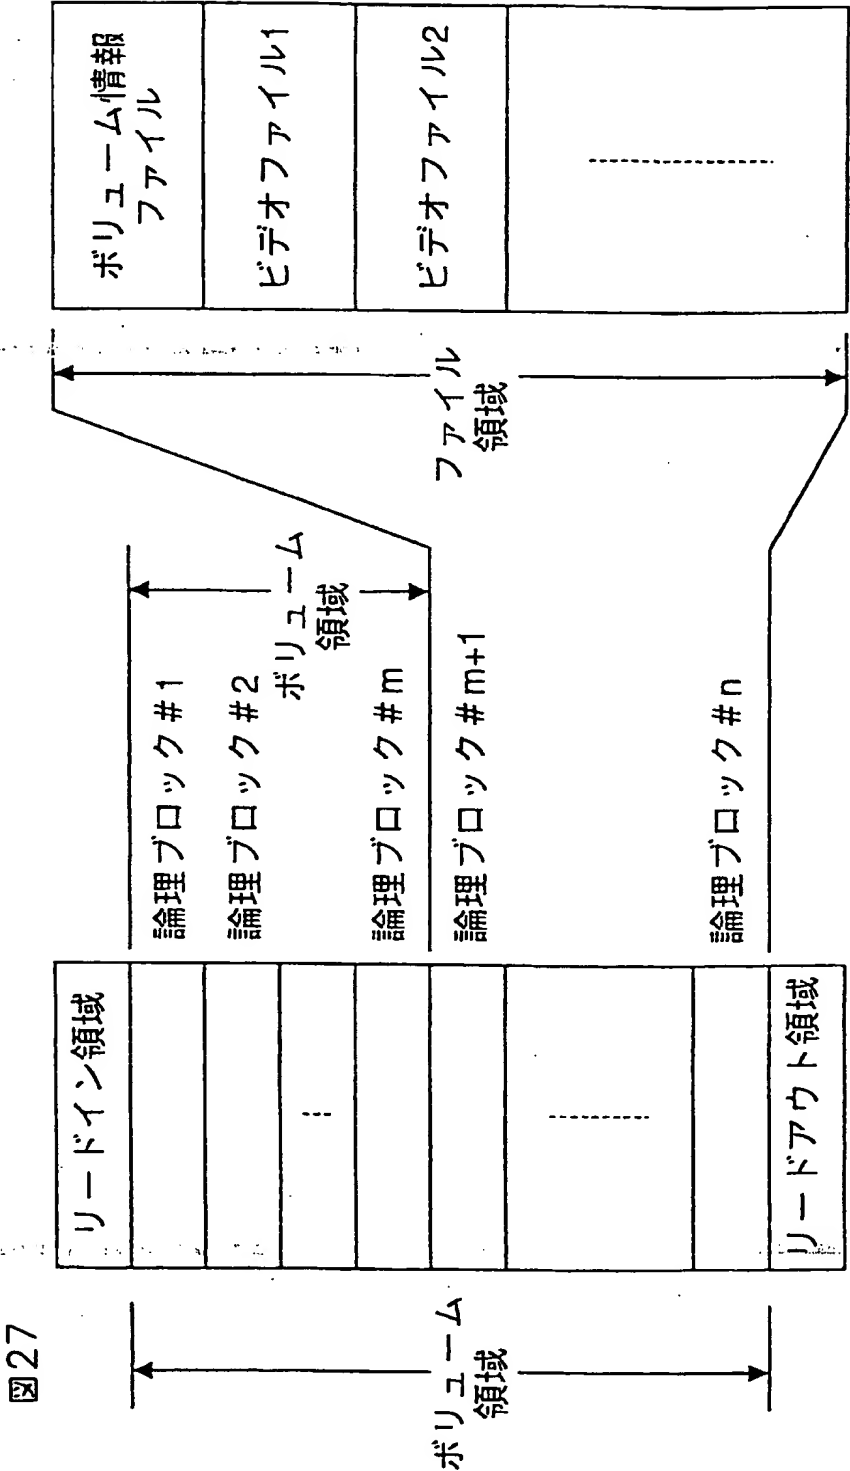 図27
ボリューム
領域
リードイン領域
リードアウト領域
論理ブロック#1
論理ブロック#2
論理ブロック#m
論理ブロック#m+1
論理ブロック#n
ボリューム
領域
ファイル
領域
ボリューム情報
ファイル
ビデオファイル1
ビデオファイル2